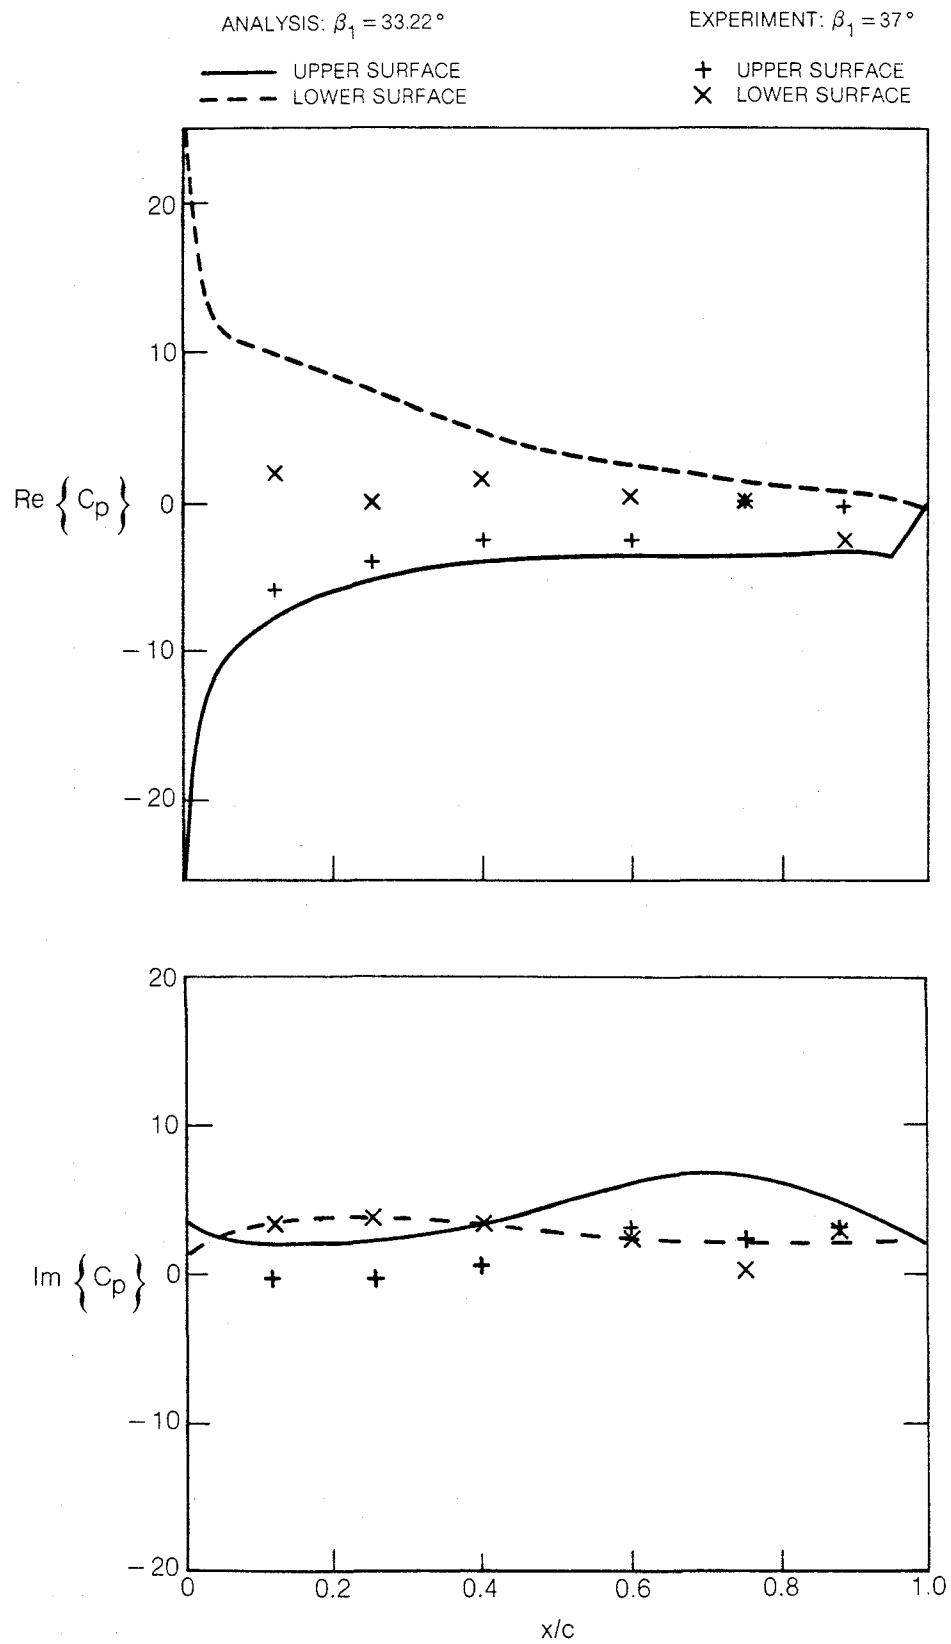 ANALYSIS: β₁ = 33.22° EXPERIMENT: β₁ = 37°
UPPER SURFACE + UPPER SURFACE
LOWER SURFACE × LOWER SURFACE
20
10
Re { Cp } 0
−10
−20
20
10
Im { Cp } 0
−10
−20
0 0.2 0.4 0.6 0.8 1.0
x/c